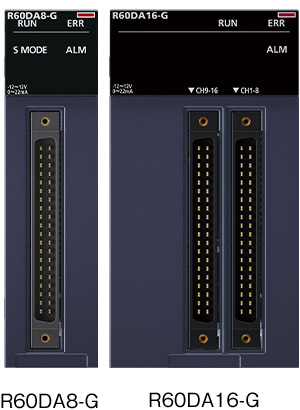 R60DA8-G
RUN ERR
S MODE ALM
-12~12V
0~22mA
R60DA16-G
RUN ERR
ALM
-12~12V
0~22mA
▼CH9-16 ▼CH1-8
R60DA8-G
R60DA16-G